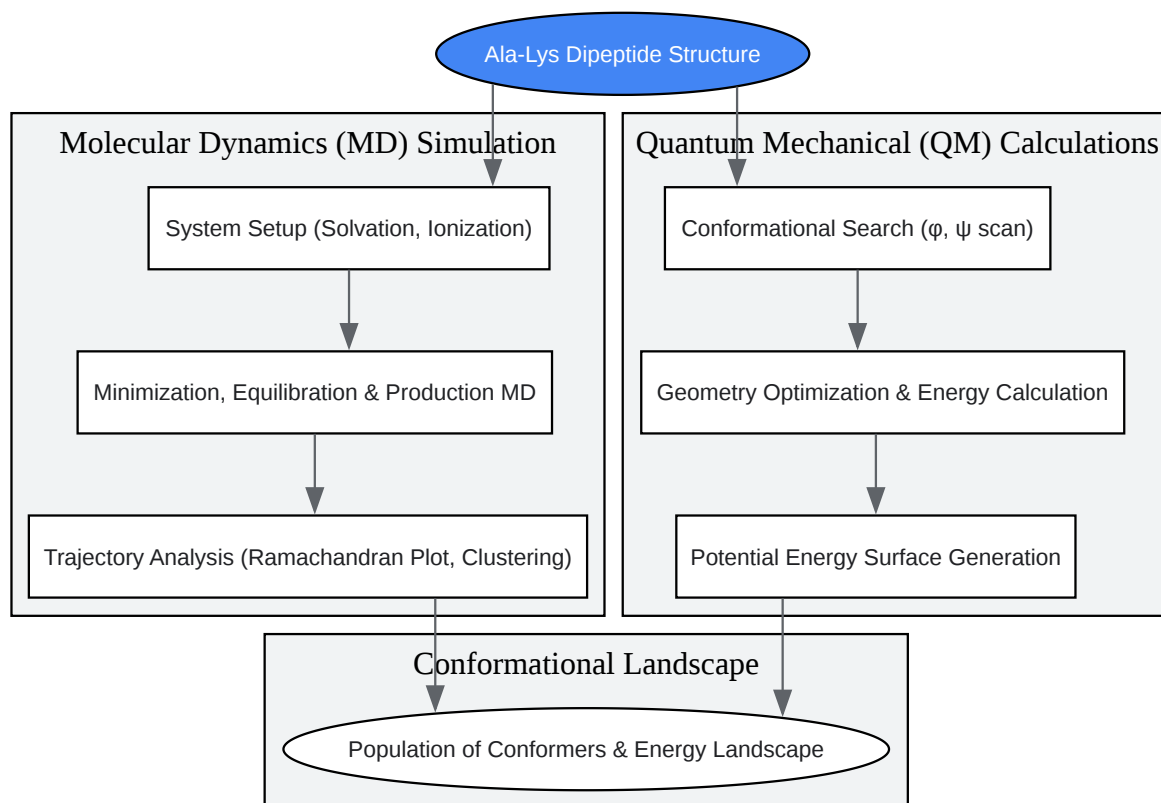 Ala-Lys Dipeptide Structure
Molecular Dynamics (MD) Simulation
System Setup (Solvation, Ionization)
Minimization, Equilibration & Production MD
Trajectory Analysis (Ramachandran Plot, Clustering)
Quantum Mechanical (QM) Calculations
Conformational Search (φ, ψ scan)
Geometry Optimization & Energy Calculation
Potential Energy Surface Generation
Conformational Landscape
Population of Conformers & Energy Landscape